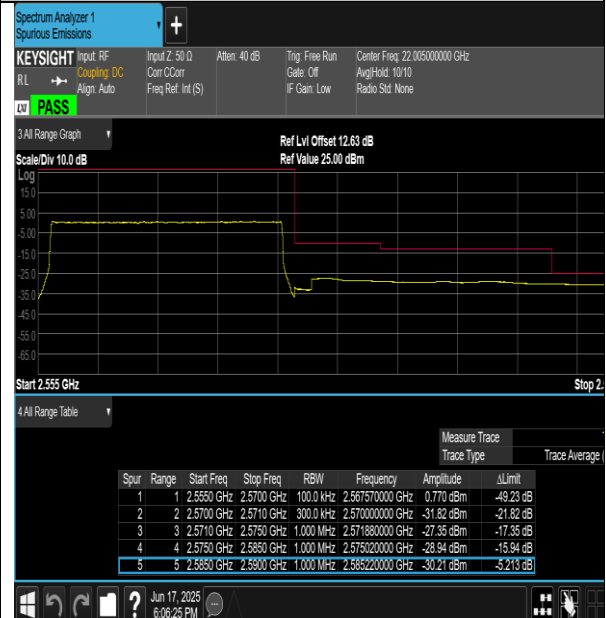 Spectrum Analyzer 1
Spurious Emissions
KEYSIGHT Input: RF Input Z: 50 Ω Atten: 40 dB Trig: Free Run Center Freq: 22.005000000 GHz
RL Coupling: DC Corr CCorr Gate: Off Avg|Hold: 10/10
Align: Auto Freq Ref: Int (S) IF Gain: Low Radio Std: None
LXI PASS
3 All Range Graph
Ref Lvl Offset 12.63 dB
Scale/Div 10.0 dB Ref Value 25.00 dBm
Log
15.0
5.00
-5.00
-15.0
-25.0
-35.0
-45.0
-55.0
-65.0
Start 2.555 GHz Stop 2.
4 All Range Table
Measure Trace
Trace Type Trace Average (
Spur Range Start Freq Stop Freq RBW Frequency Amplitude ΔLimit
1 1 2.5550 GHz 2.5700 GHz 100.0 kHz 2.567570000 GHz 0.770 dBm -49.23 dB
2 2 2.5700 GHz 2.5710 GHz 300.0 kHz 2.570000000 GHz -31.82 dBm -21.82 dB
3 3 2.5710 GHz 2.5750 GHz 1.000 MHz 2.571880000 GHz -27.35 dBm -17.35 dB
4 4 2.5750 GHz 2.5850 GHz 1.000 MHz 2.575020000 GHz -28.94 dBm -15.94 dB
5 5 2.5850 GHz 2.5900 GHz 1.000 MHz 2.585220000 GHz -30.21 dBm -5.213 dB
? Jun 17, 2025
6:06:25 PM